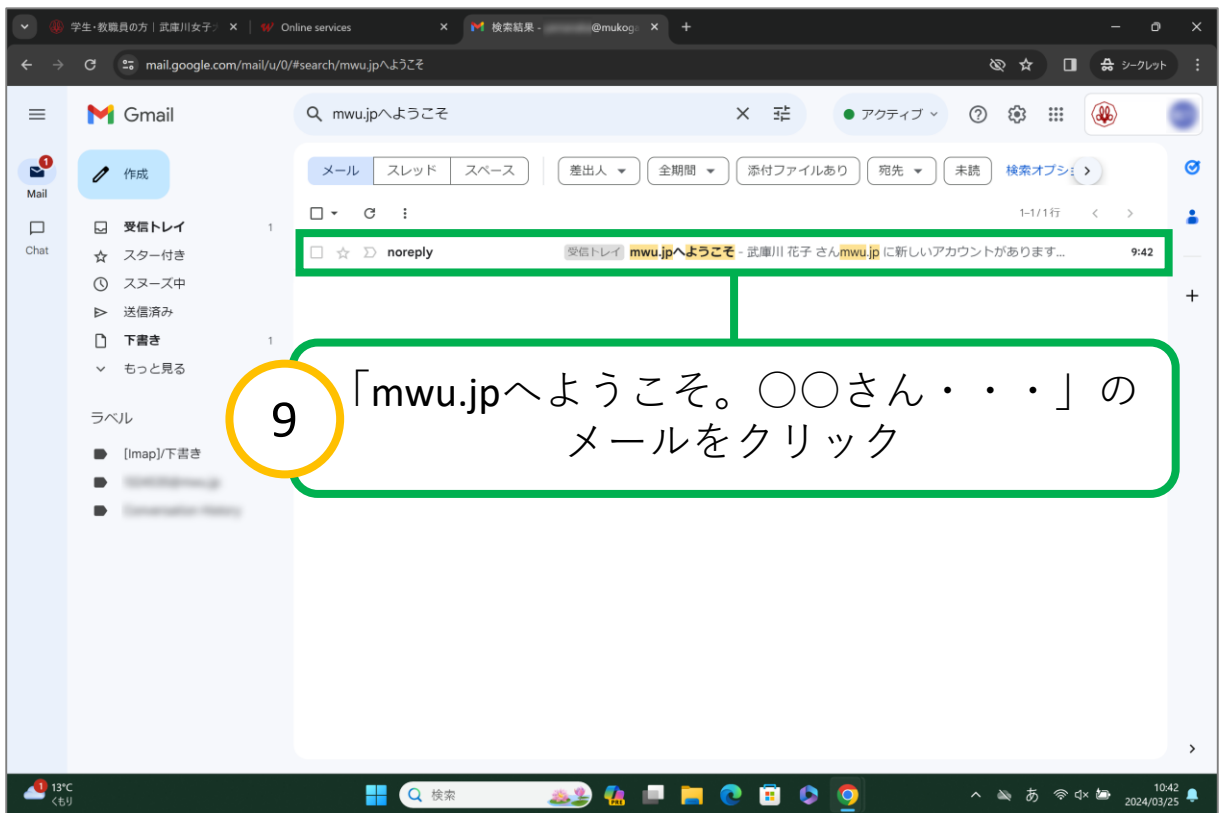 学生・教職員の方 | 武庫川女子
Online services
検索結果 -
@mukog
mail.google.com/mail/u/0/#search/mwu.jpへようこそ
シークレット
Gmail
mwu.jpへようこそ
アクティブ
1
Mail
Chat
作成
メール
スレッド
スペース
差出人
全期間
添付ファイルあり
宛先
未読
検索オプショ
1-1/1行
受信トレイ 1
スター付き
スヌーズ中
送信済み
下書き 1
もっと見る
noreply 受信トレイ mwu.jpへようこそ - 武庫川 花子 さんmwu.jp に新しいアカウントがあります... 9:42
9
「mwu.jpへようこそ。〇〇さん・・・」の
メールをクリック
ラベル
[Imap]/下書き
1
13°C
くもり
検索
あ
10:42
2024/03/25